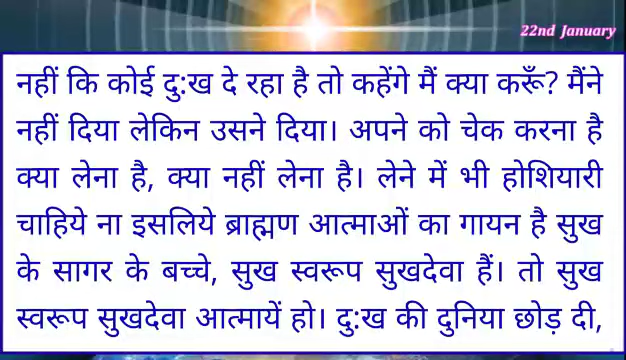 22nd January
नहीं कि कोई दु:ख दे रहा है तो कहेंगे मैं क्या करूँ? मैंने
नहीं दिया लेकिन उसने दिया। अपने को चेक करना है
क्या लेना है, क्या नहीं लेना है। लेने में भी होशियारी
चाहिये ना इसलिये ब्राह्मण आत्माओं का गायन है सुख
के सागर के बच्चे, सुख स्वरूप सुखदेवा हैं। तो सुख
स्वरूप सुखदेवा आत्मायें हो। दु:ख की दुनिया छोड़ दी,